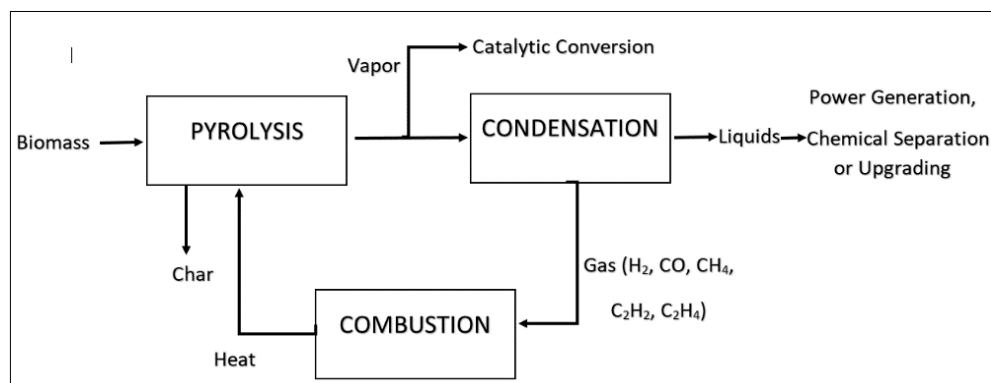 Catalytic Conversion
Vapor
Power Generation,
Biomass
PYROLYSIS
CONDENSATION
Liquids
Chemical Separation
or Upgrading
Char
Gas (H₂, CO, CH₄,
C₂H₂, C₂H₄)
COMBUSTION
Heat